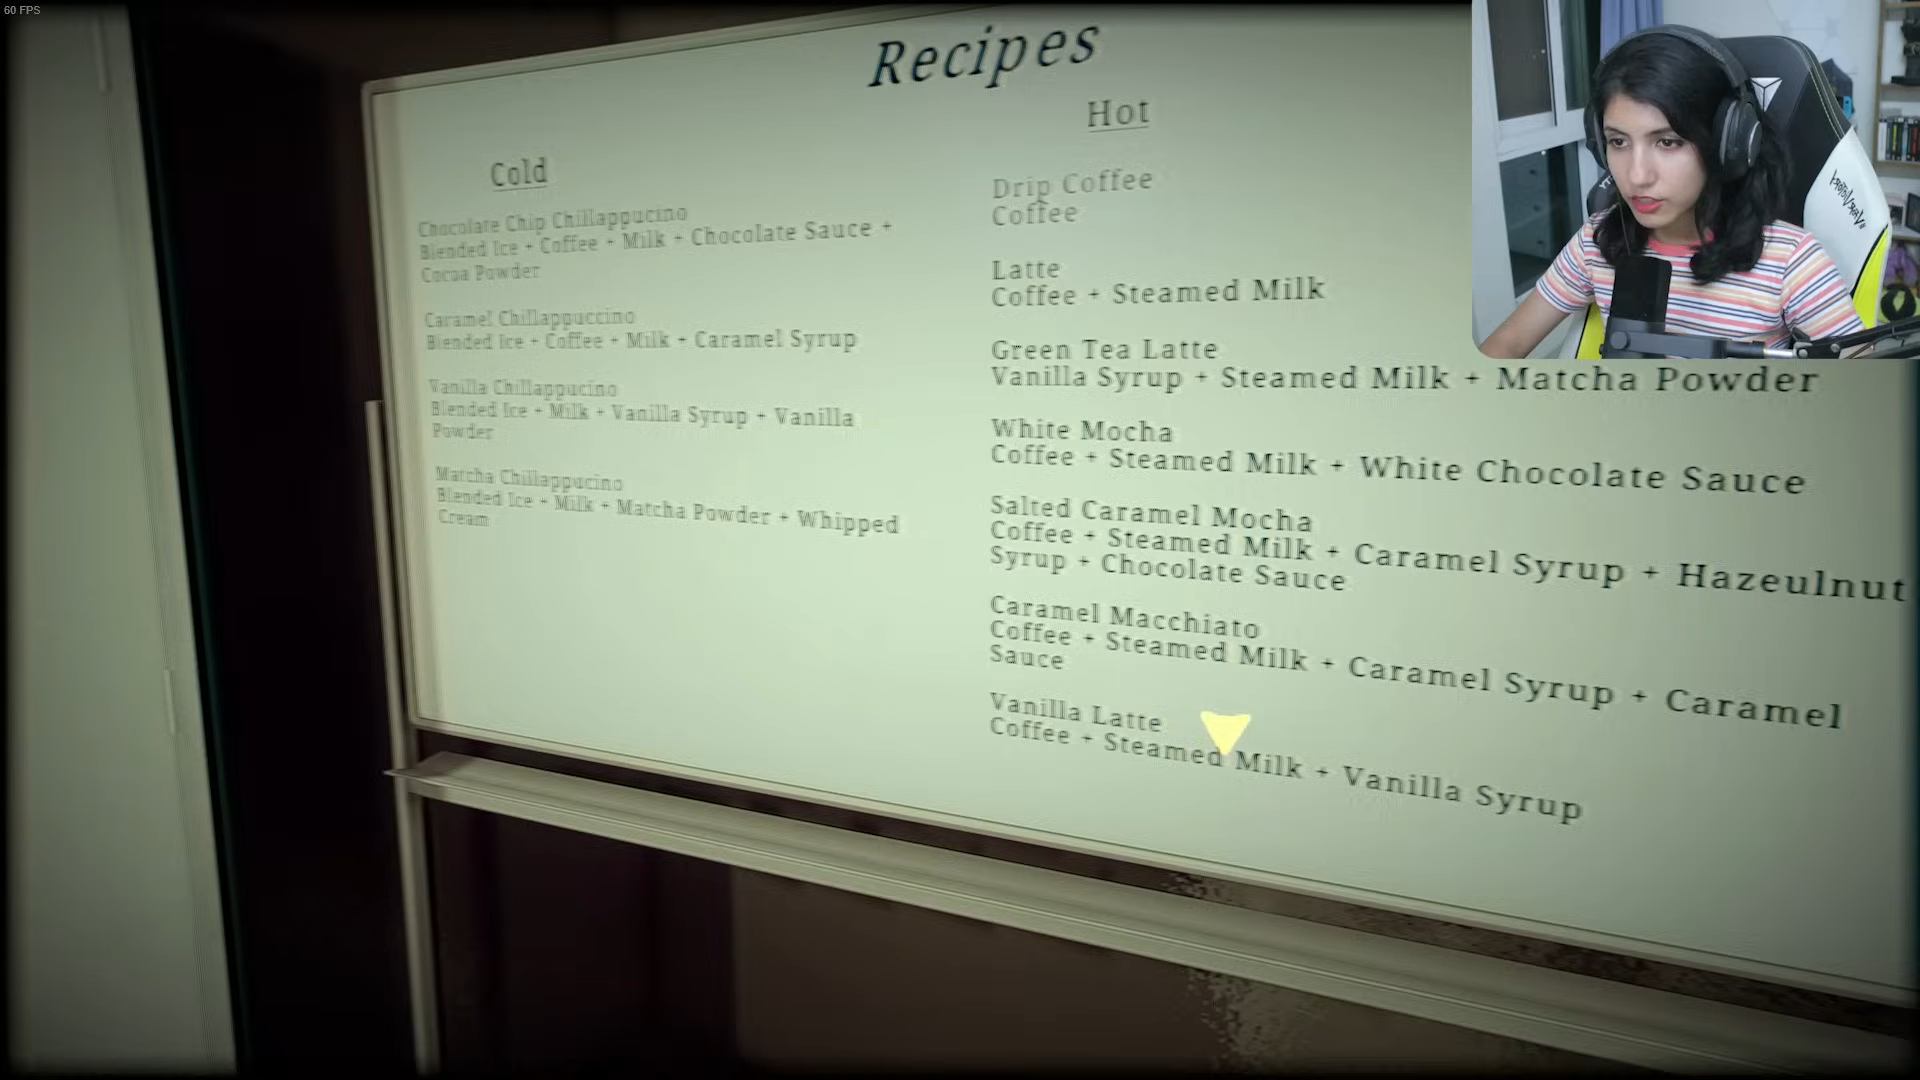 60 FPS
Recipes
Cold
Chocolate Chip Chillappucino
Blended Ice + Coffee + Milk + Chocolate Sauce +
Cocoa Powder
Caramel Chillappuccino
Blended Ice + Coffee + Milk + Caramel Syrup
Vanilla Chillappucino
Blended Ice + Milk + Vanilla Syrup + Vanilla
Powder
Matcha Chillappucino
Blended Ice + Milk + Matcha Powder + Whipped
Cream
Hot
Drip Coffee
Coffee
Latte
Coffee + Steamed Milk
Green Tea Latte
Vanilla Syrup + Steamed Milk + Matcha Powder
White Mocha
Coffee + Steamed Milk + White Chocolate Sauce
Salted Caramel Mocha
Coffee + Steamed Milk + Caramel Syrup + Hazeulnut
Syrup + Chocolate Sauce
Caramel Macchiato
Coffee + Steamed Milk + Caramel Syrup + Caramel
Sauce
Vanilla Latte
Coffee + Steamed Milk + Vanilla Syrup